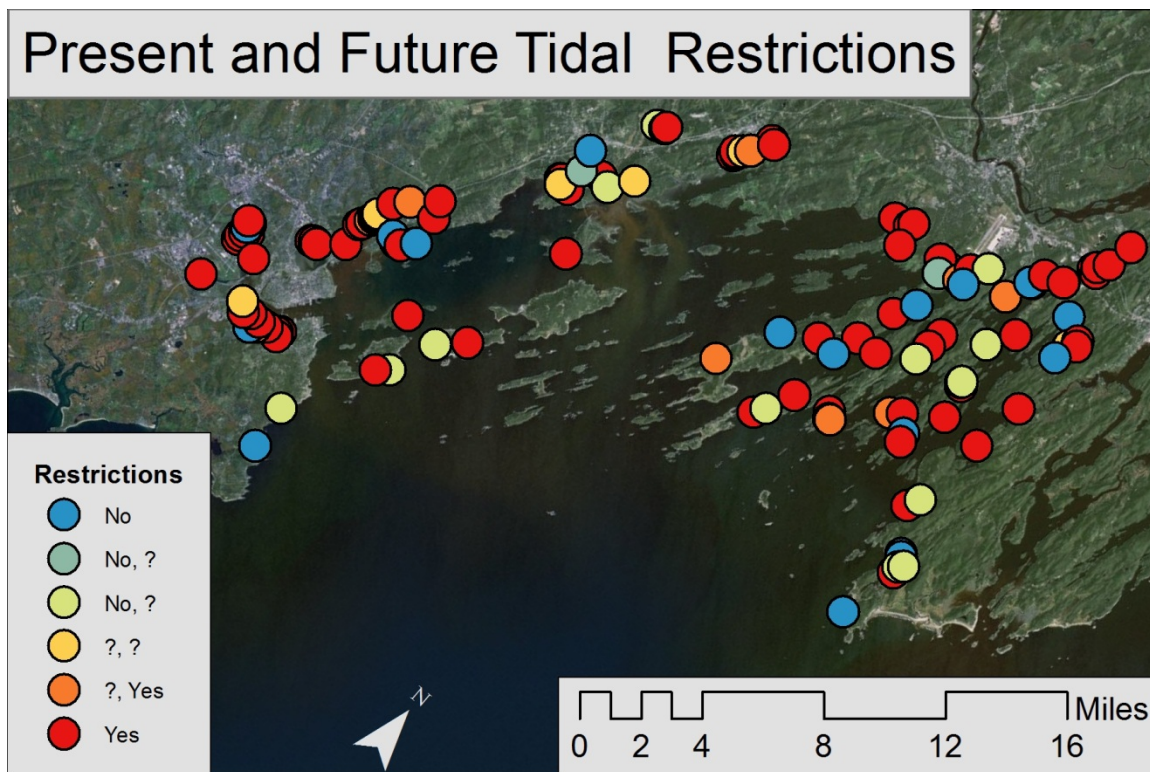 Present and Future Tidal Restrictions
Restrictions
No
No, ?
No, ?
?, ?
?, Yes
Yes
N
Miles
0 2 4 8 12 16